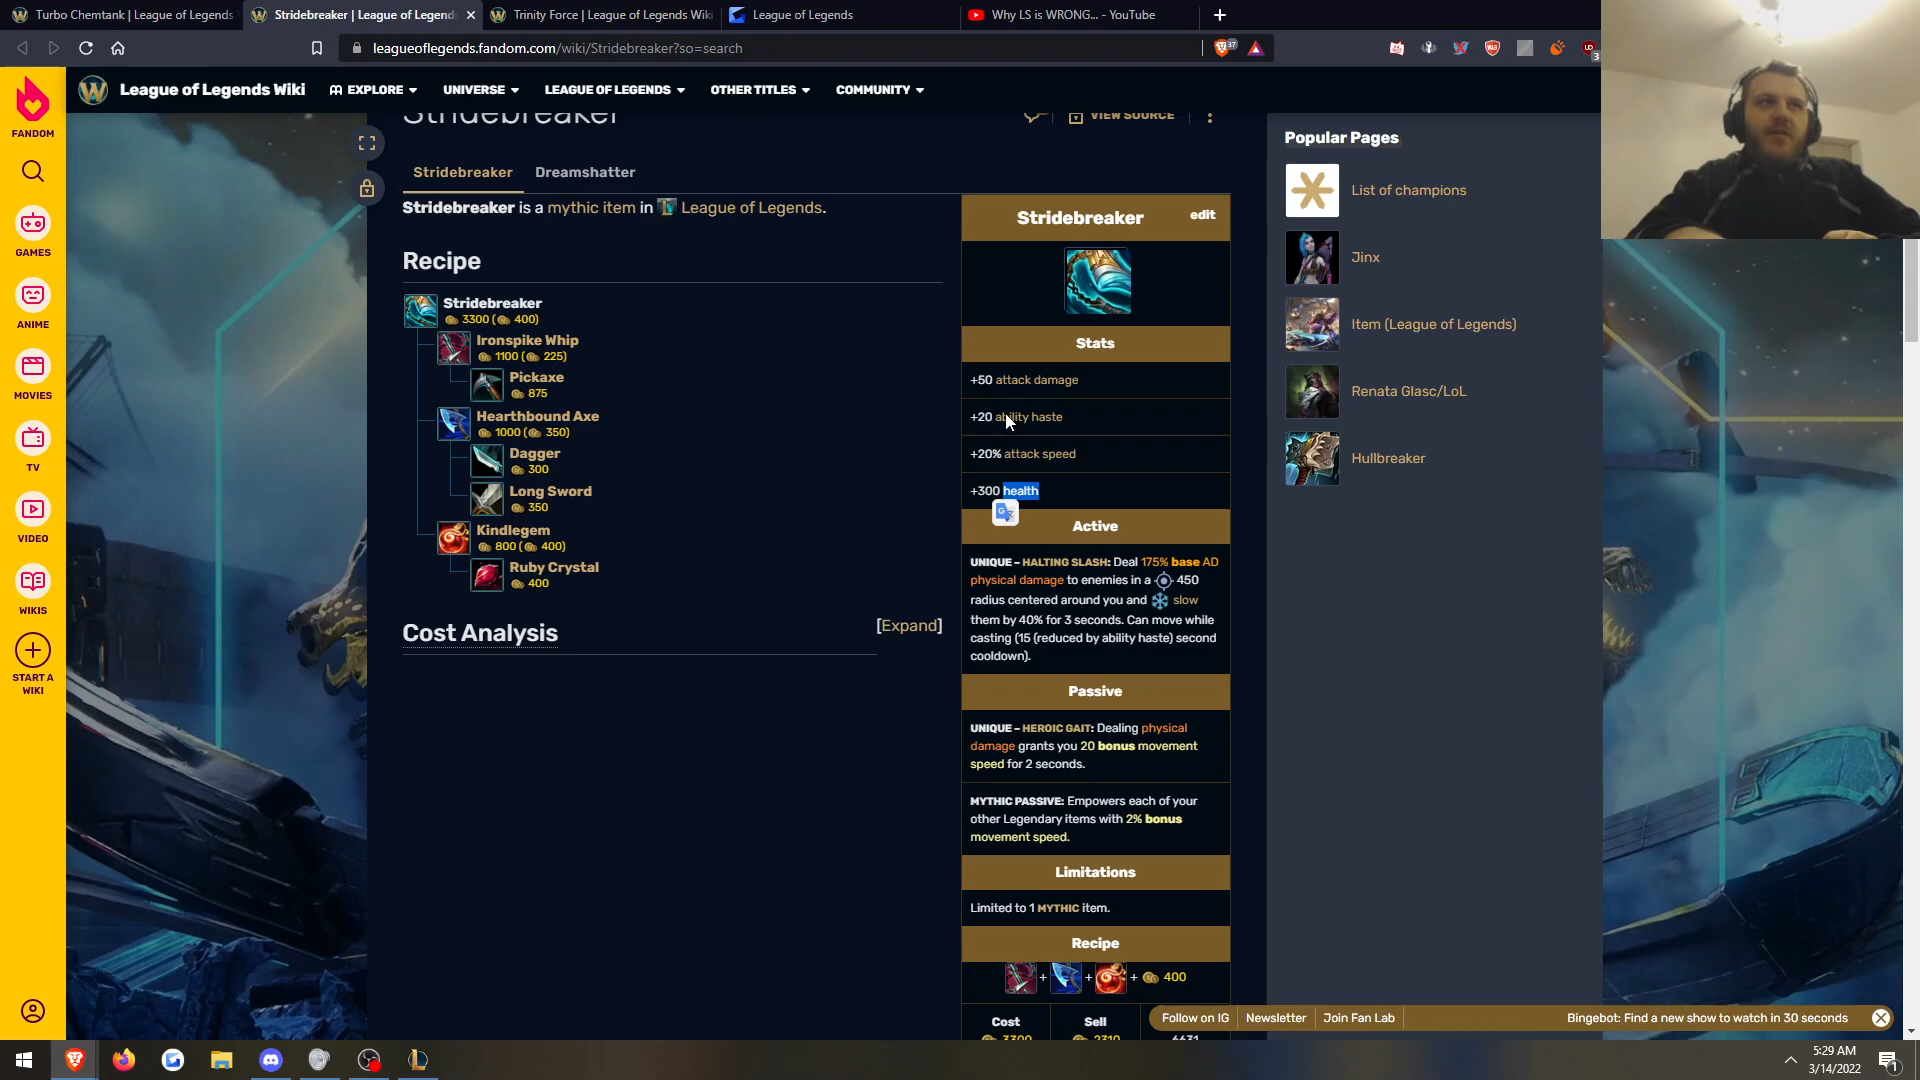 Turbo Chemtank | League of Legends
Stridebreaker | League of Legends
Trinity Force | League of Legends Wiki
League of Legends
Why LS is WRONG... - YouTube
leagueoflegends.fandom.com/wiki/Stridebreaker?so=search
37
3
FANDOM
GAMES
ANIME
MOVIES
TV
VIDEO
WIKIS
START A
WIKI
League of Legends Wiki
EXPLORE
UNIVERSE
LEAGUE OF LEGENDS
OTHER TITLES
COMMUNITY
Stridebreaker
VIEW SOURCE
Stridebreaker
Dreamshatter
Stridebreaker is a mythic item in League of Legends.
Recipe
Stridebreaker
3300 ( 400)
Ironspike Whip
1100 ( 225)
Pickaxe
875
Hearthbound Axe
1000 ( 350)
Dagger
300
Long Sword
350
Kindlegem
800 ( 400)
Ruby Crystal
400
Cost Analysis
[Expand]
Stridebreaker
edit
Stats
+50 attack damage
+20 ability haste
+20% attack speed
+300 health
Active
UNIQUE – HALTING SLASH: Deal 175% base AD
physical damage to enemies in a 450
radius centered around you and slow
them by 40% for 3 seconds. Can move while
casting (15 (reduced by ability haste) second
cooldown).
Passive
UNIQUE – HEROIC GAIT: Dealing physical
damage grants you 20 bonus movement
speed for 2 seconds.
MYTHIC PASSIVE: Empowers each of your
other Legendary items with 2% bonus
movement speed.
Limitations
Limited to 1 MYTHIC item.
Recipe
+ + + 400
Cost
Sell
3300
2310
6631
Popular Pages
List of champions
Jinx
Item (League of Legends)
Renata Glasc/LoL
Hullbreaker
Follow on IG
Newsletter
Join Fan Lab
Bingebot: Find a new show to watch in 30 seconds
5:29 AM
3/14/2022
1